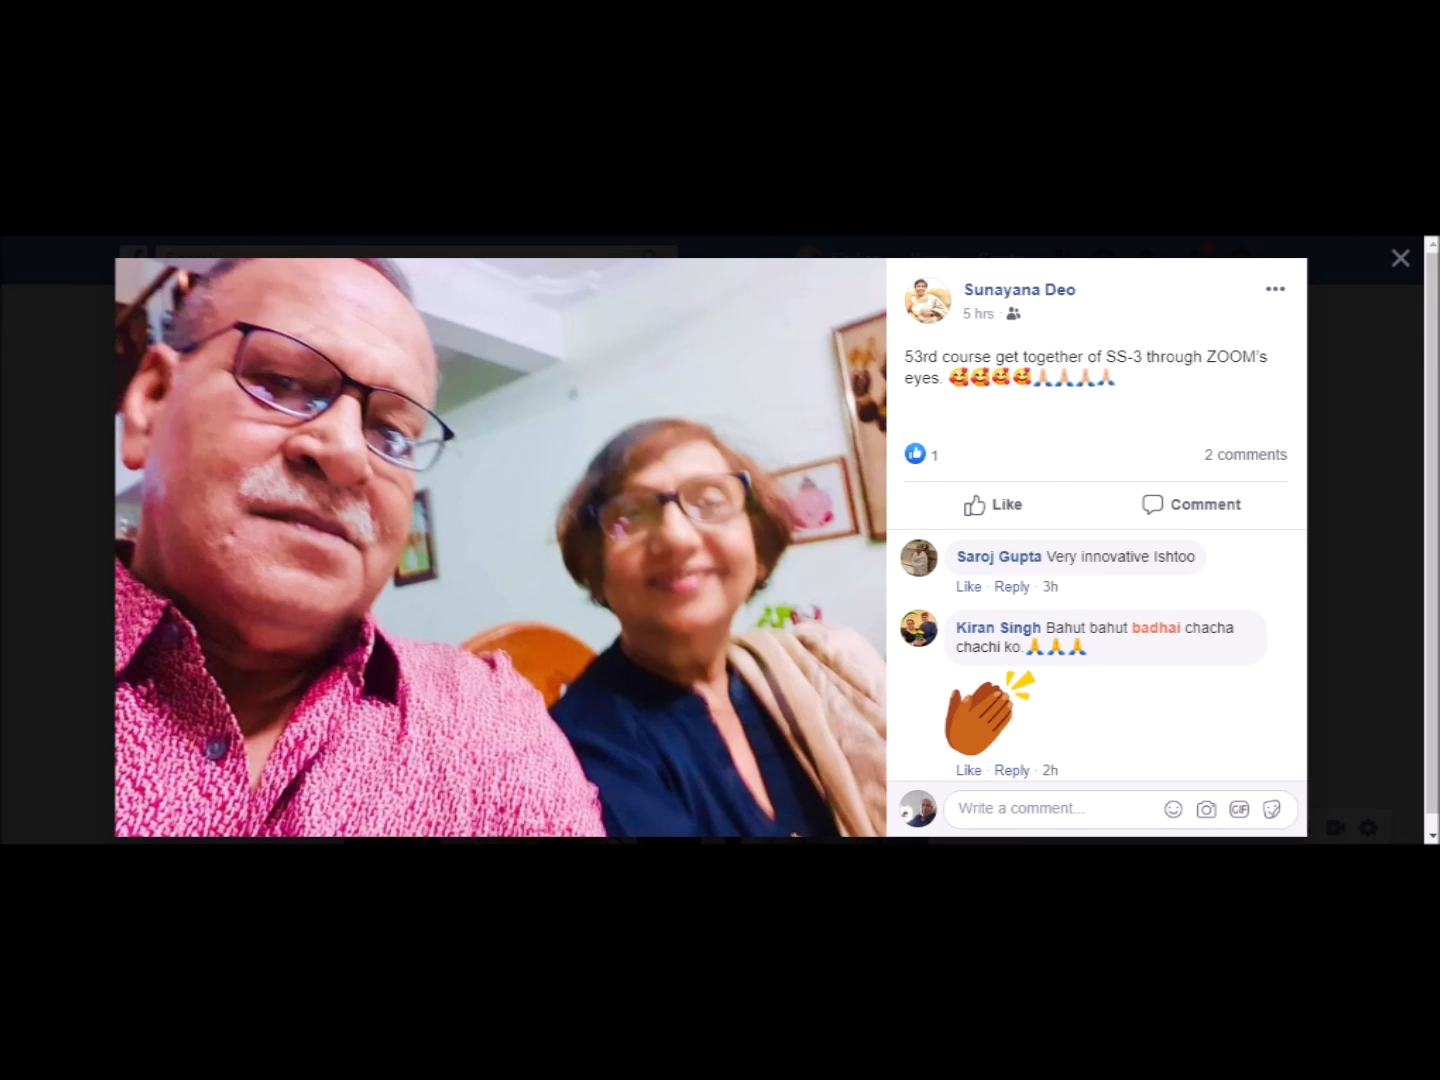 Sunayana Deo
5 hrs ·
53rd course get together of SS-3 through ZOOM's
eyes. 🥰🥰🥰🥰🙏🏻🙏🏻🙏🏻🙏🏻
1
2 comments
Like
Comment
Saroj Gupta Very innovative Ishtoo
Like · Reply · 3h
Kiran Singh Bahut bahut badhai chacha
chachi ko.🙏🙏🙏
Like · Reply · 2h
Write a comment...
GIF